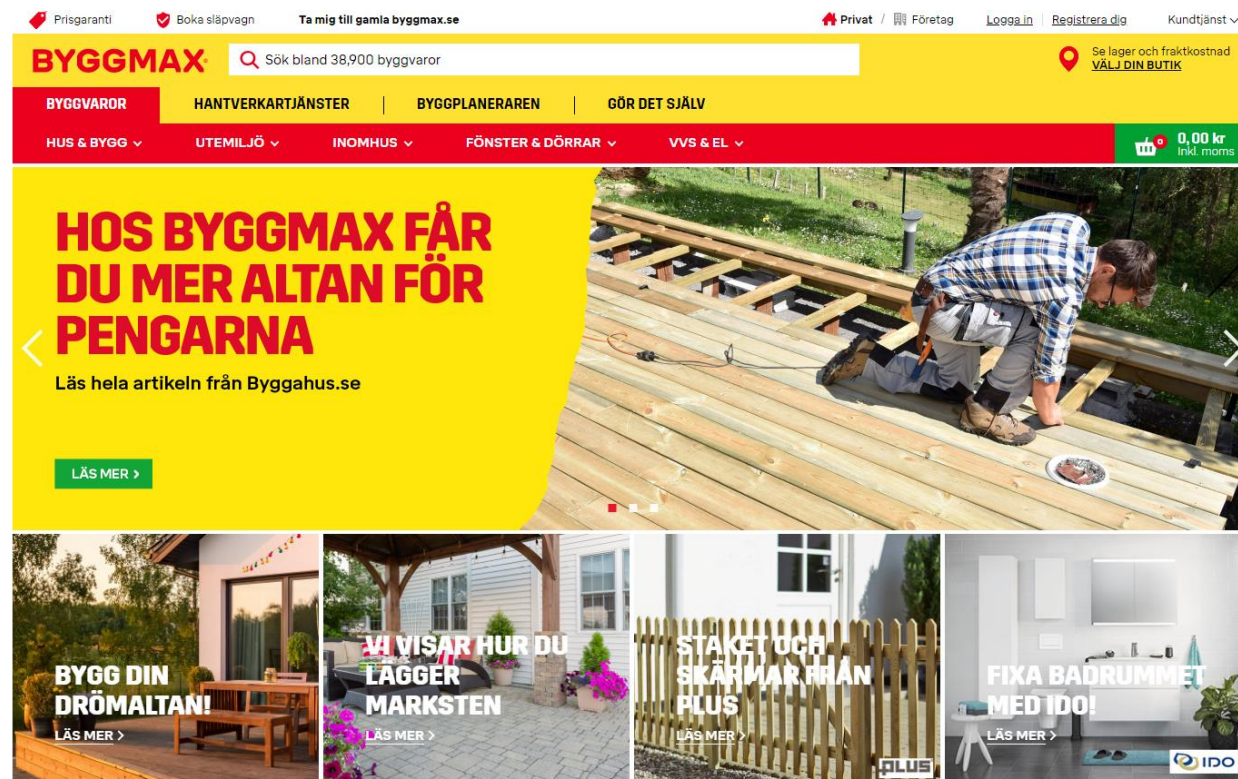 Prisgaranti
Boka släpvagn
Ta mig till gamla byggmax.se
Privat / Företag
Logga in
Registrera dig
Kundtjänst
BYGGMAX
Sök bland 38,900 byggvaror
Se lager och fraktkostnad
VÄLJ DIN BUTIK
BYGGVAROR
HANTVERKARTJÄNSTER
BYGGPLANERAREN
GÖR DET SJÄLV
HUS & BYGG
UTEMILJÖ
INOMHUS
FÖNSTER & DÖRRAR
VVS & EL
0
0,00 kr
Inkl. moms
HOS BYGGMAX FÅR
DU MER ALTAN FÖR
PENGARNA
Läs hela artikeln från Byggahus.se
LÄS MER >
BYGG DIN
DRÖMALTAN!
LÄS MER >
VI VISAR HUR DU
LÄGGER
MARKSTEN
LÄS MER >
STAKET OCH
SKÄRMAR FRÅN
PLUS
LÄS MER >
PLUS
FIXA BADRUMMET
MED IDO!
LÄS MER >
IDO